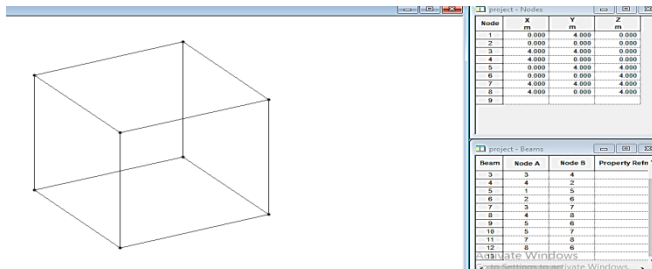 project - Nodes
Node X m Y m Z m
1 0.000 4.000 0.000
2 0.000 0.000 0.000
3 4.000 4.000 0.000
4 4.000 0.000 0.000
5 0.000 4.000 4.000
6 0.000 0.000 4.000
7 4.000 4.000 4.000
8 4.000 0.000 4.000
9
project - Beams
Beam Node A Node B Property Refn
3 3 4
4 4 2
5 1 5
6 2 6
7 3 7
8 4 8
9 5 6
10 5 7
11 7 8
12 8 6
13
Activate Windows
Go to Settings to activate Windows.